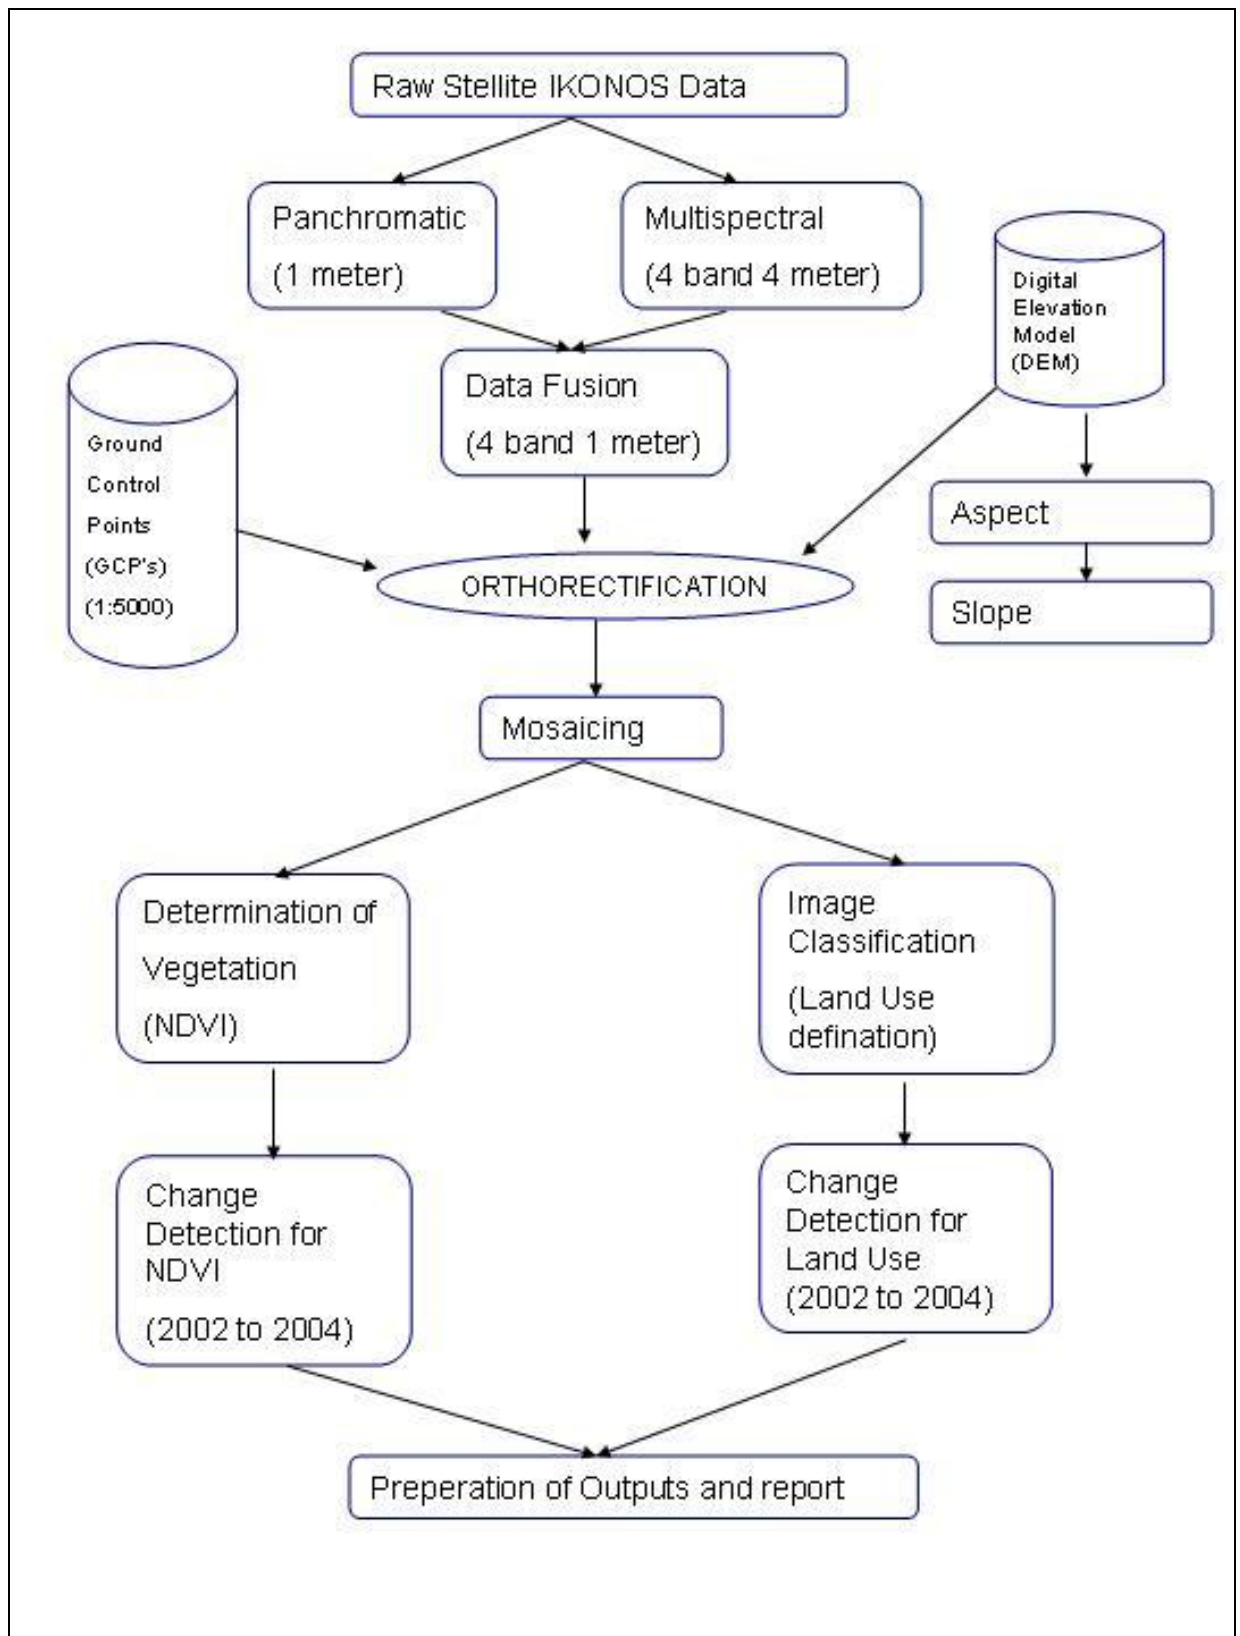 Raw Stellite IKONOS Data
Panchromatic
(1 meter)
Multispectral
(4 band 4 meter)
Digital
Elevation
Model
(DEM)
Data Fusion
(4 band 1 meter)
Ground
Control
Points
(GCP's)
(1:5000)
Aspect
ORTHORECTIFICATION
Slope
Mosaicing
Determination of
Vegetation
(NDVI)
Image
Classification
(Land Use
defination)
Change
Detection for
NDVI
(2002 to 2004)
Change
Detection for
Land Use
(2002 to 2004)
Preperation of Outputs and report